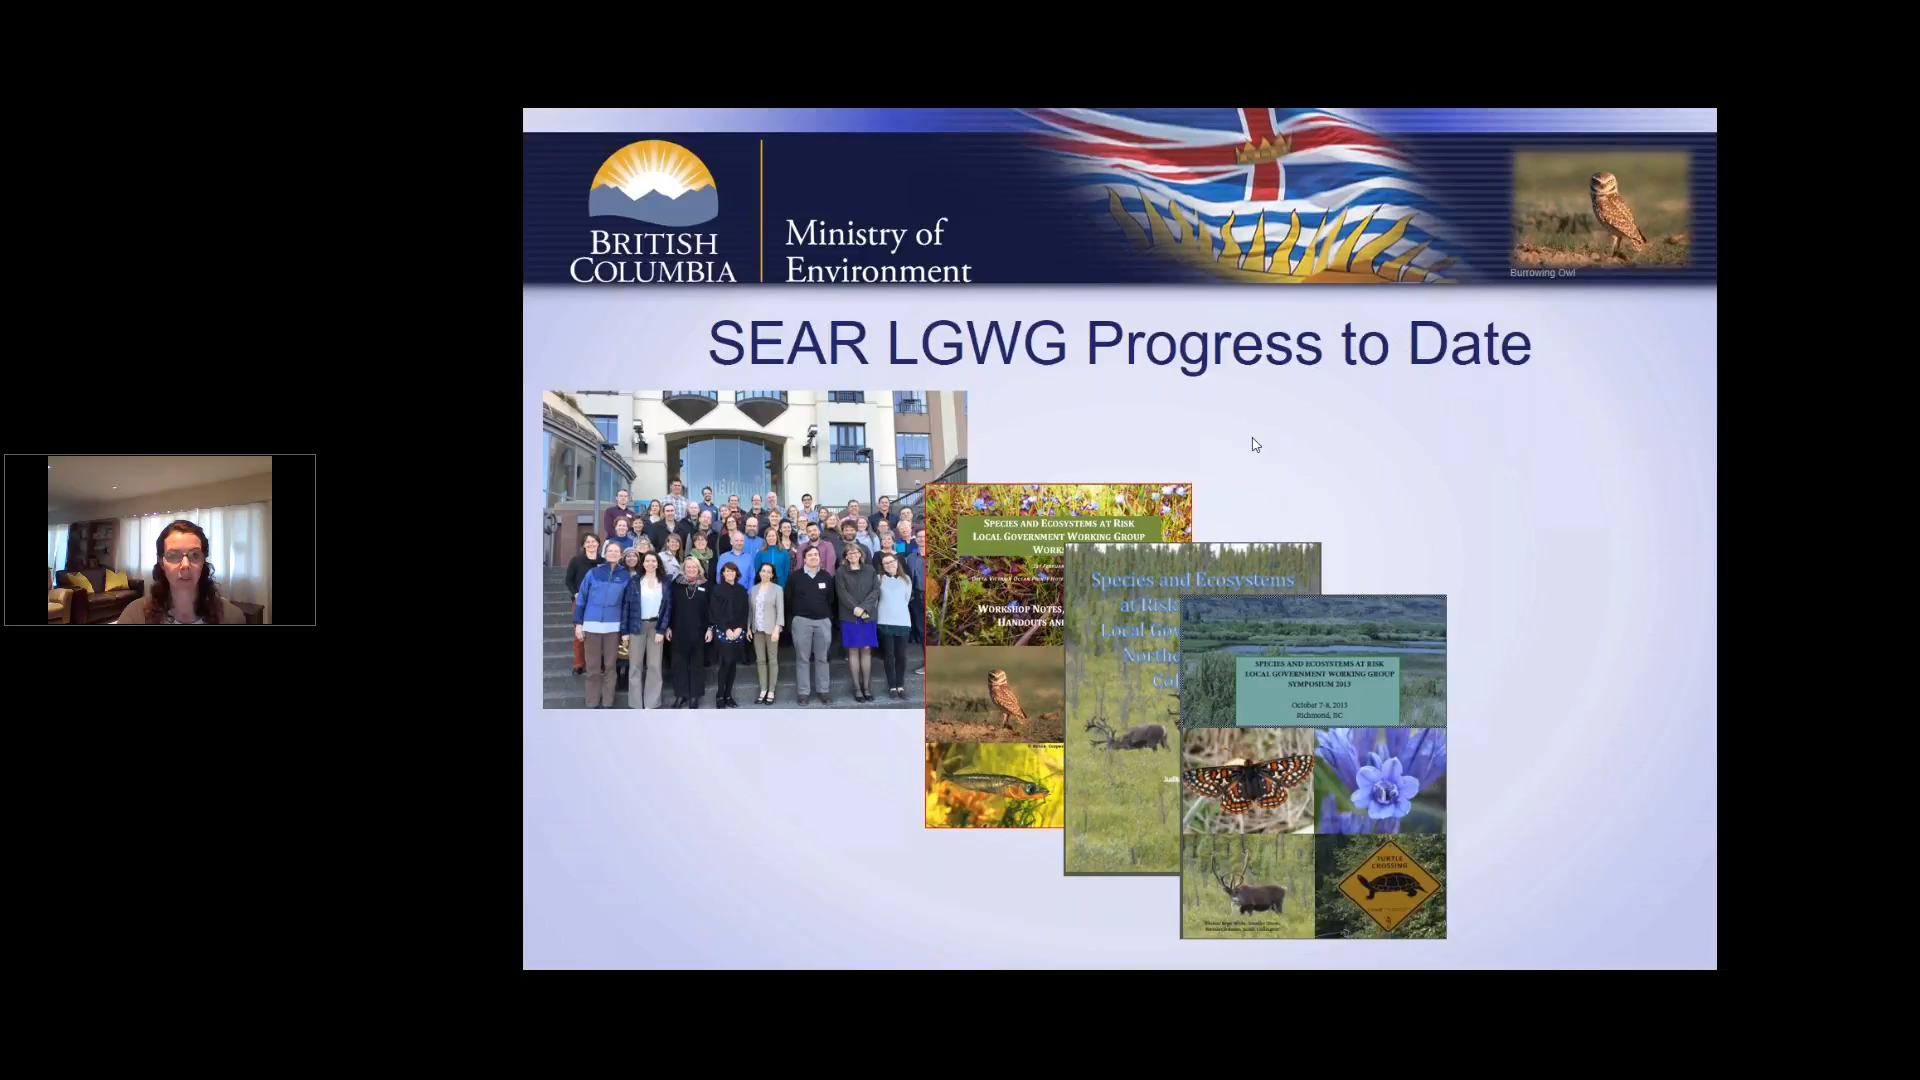 BRITISH
COLUMBIA
Ministry of
Environment
Burrowing Owl
SEAR LGWG Progress to Date
SPECIES AND ECOSYSTEMS AT RISK
LOCAL GOVERNMENT WORKING GROUP
WORKSHOP NOTES,
HANDOUTS
Species and Ecosystems
at Risk
Local
SPECIES AND ECOSYSTEMS AT RISK
LOCAL GOVERNMENT WORKING GROUP
SYMPOSIUM 2013
October 7-8, 2013
Richmond, BC
TURTLE
CROSSING